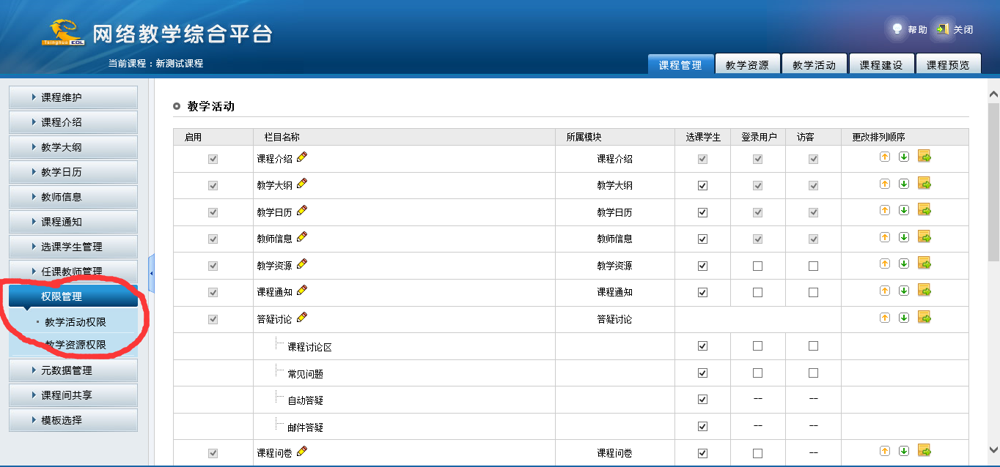 TsinghuaEOL 网络教学综合平台
帮助 关闭
当前课程：新测试课程
课程管理 教学资源 教学活动 课程建设 课程预览
课程维护
课程介绍
教学大纲
教学日历
教师信息
课程通知
选课学生管理
任课教师管理
权限管理
教学活动权限
教学资源权限
元数据管理
课程间共享
模板选择
教学活动
启用 栏目名称 所属模块 选课学生 登录用户 访客 更改排列顺序
课程介绍 课程介绍
教学大纲 教学大纲
教学日历 教学日历
教师信息 教师信息
教学资源 教学资源
课程通知 课程通知
答疑讨论 答疑讨论
课程讨论区
常见问题
自动答疑 -- --
邮件答疑 -- --
课程问卷 课程问卷 --